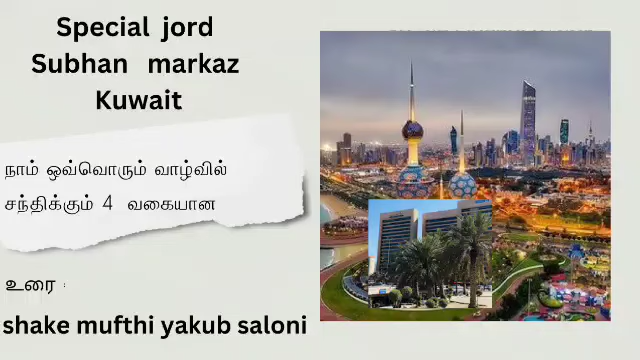 Special jord
Subhan markaz
Kuwait
நாம் ஒவ்வொரும் வாழ்வில்
சந்திக்கும் 4 வகையான
உரை :
shake mufthi yakub saloni